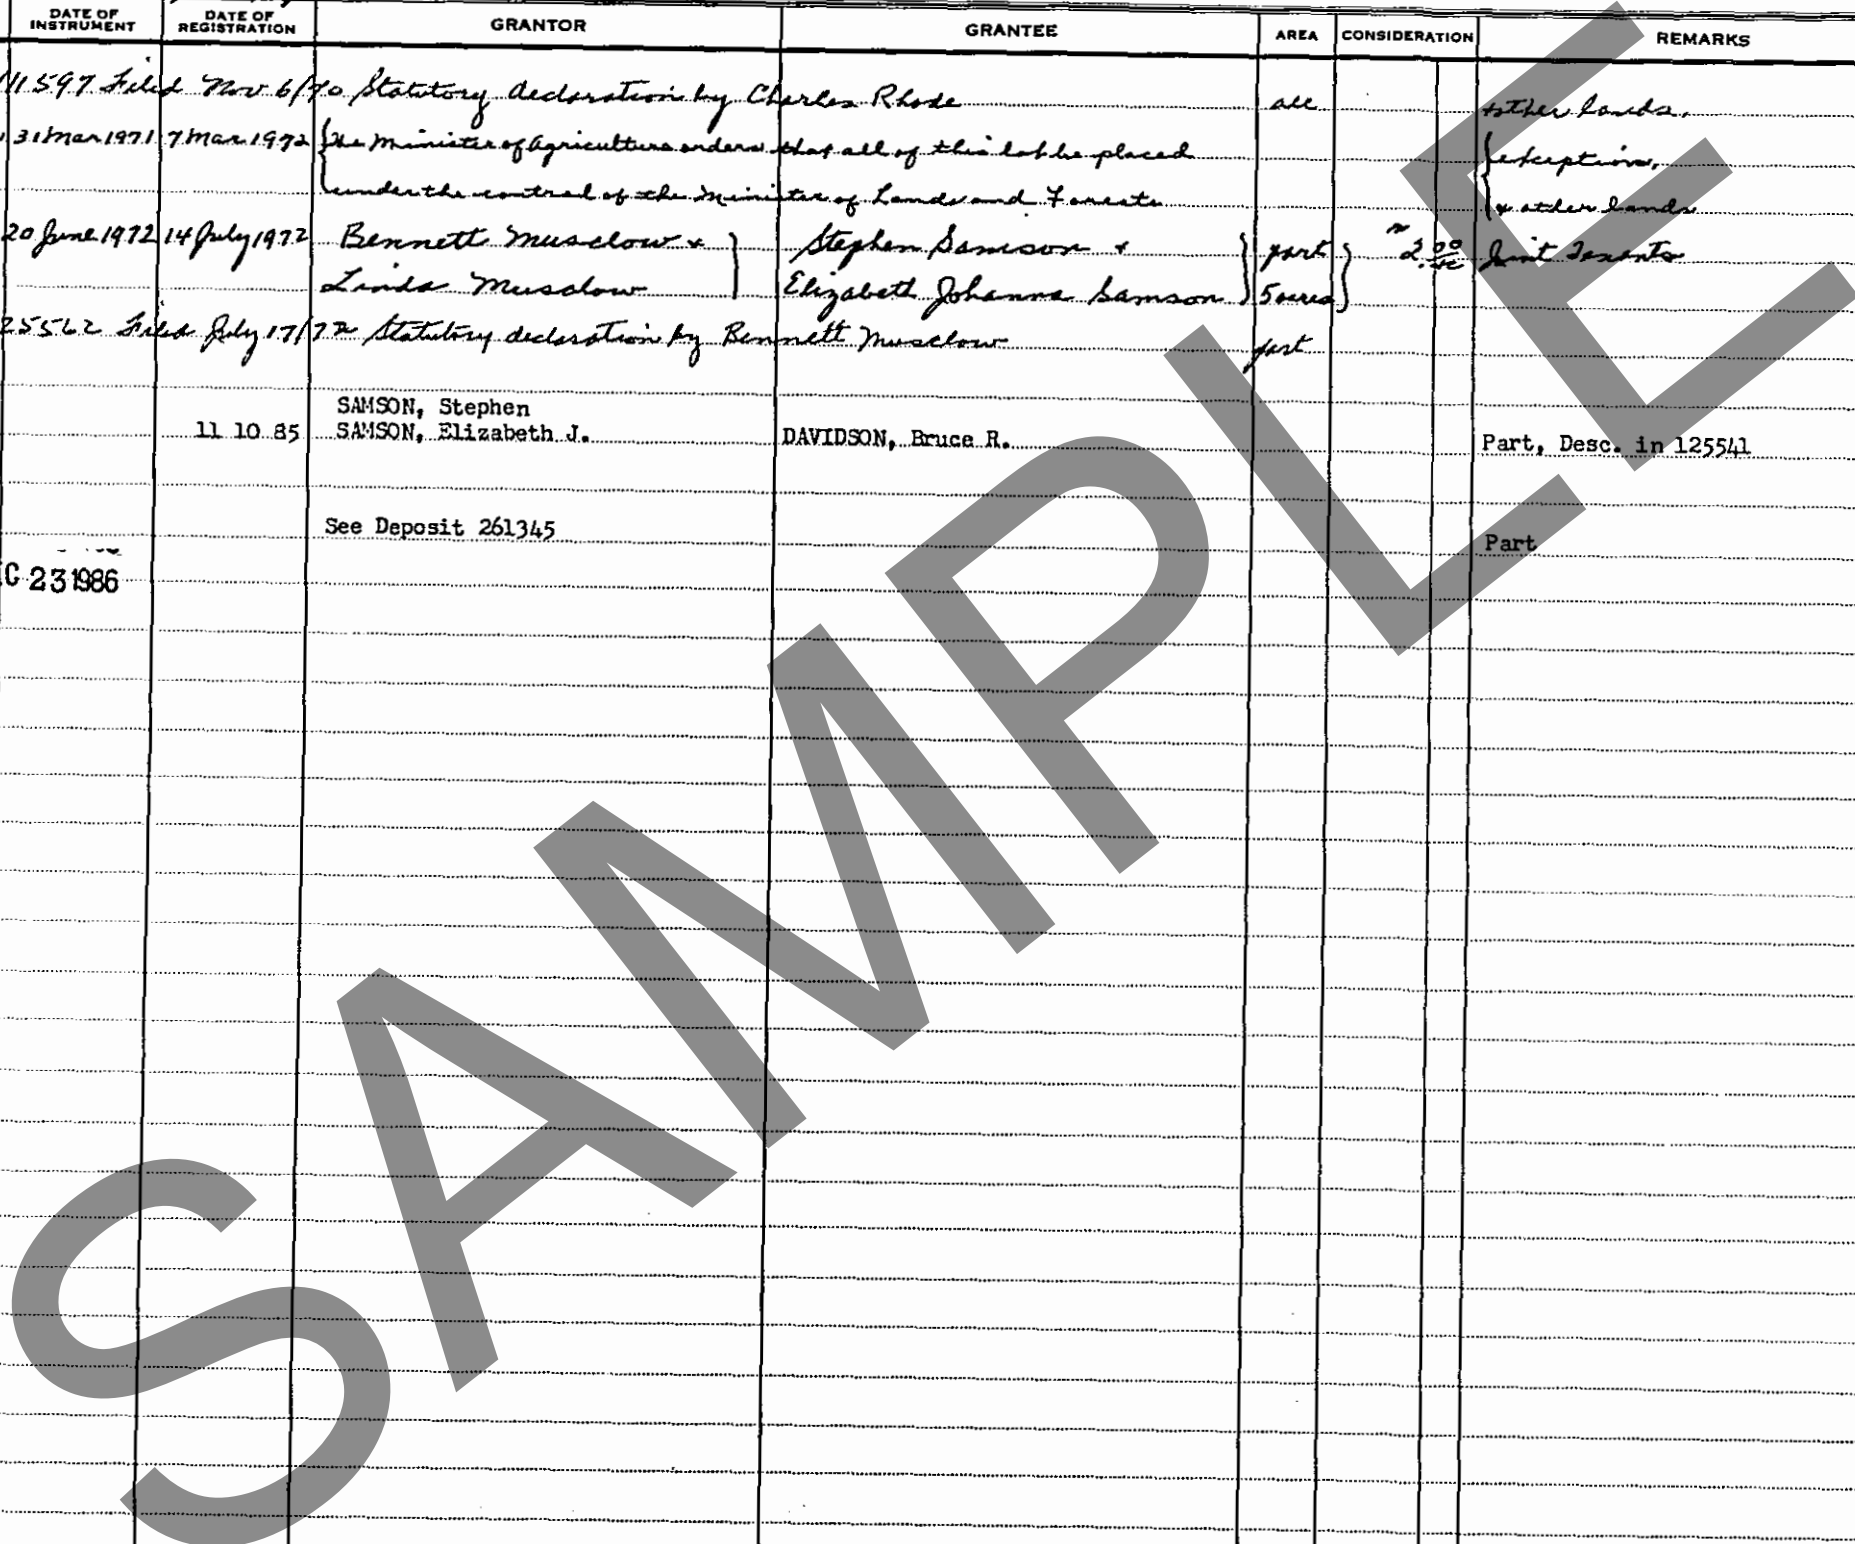 DATE OF INSTRUMENT DATE OF REGISTRATION GRANTOR GRANTEE AREA CONSIDERATION REMARKS
11597 Filed Nov 6/70 Statutory declaration by Charles Rhode all + other lands.
31 Mar 1971 7 Mar 1972 { The Minister of Agriculture orders that all of this lot be placed { exceptions,
under the control of the Minister of Lands and Forests & other lands
20 June 1972 14 July 1972 Bennett Musclow + } Stephen Samson + } part } 2.00 Joint Tenants
Linda Musclow Elizabeth Johanna Samson 5 acres
25562 Filed July 17/72 Statutory declaration by Bennett Musclow part
SAMSON, Stephen
11 10 85 SAMSON, Elizabeth J. DAVIDSON, Bruce R. Part, Desc. in 125541
See Deposit 261345 Part
C 23 1986
SAMPLE